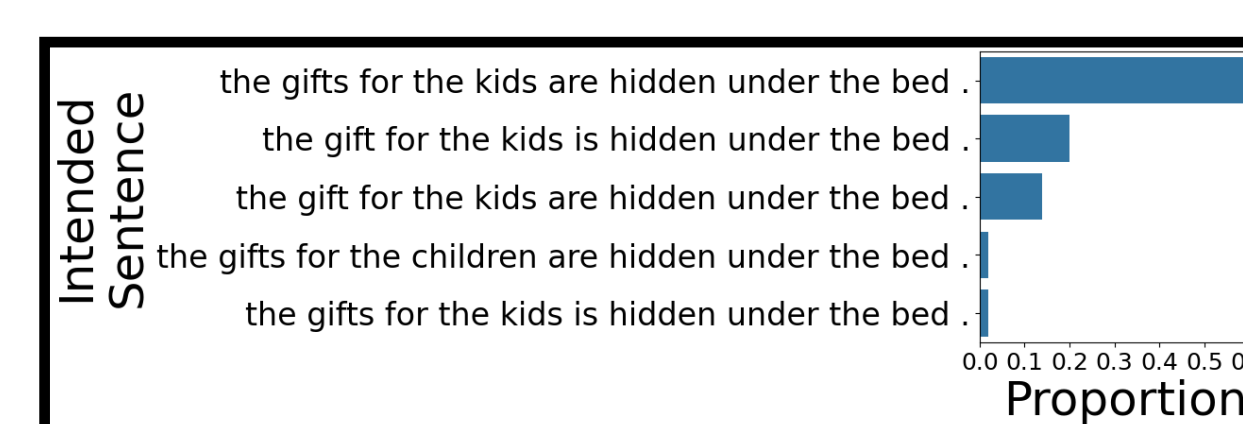 Intended
Sentence
the gifts for the kids are hidden under the bed .
the gift for the kids is hidden under the bed .
the gift for the kids are hidden under the bed .
the gifts for the children are hidden under the bed .
the gifts for the kids is hidden under the bed .
0.0 0.1 0.2 0.3 0.4 0.5
Proportion